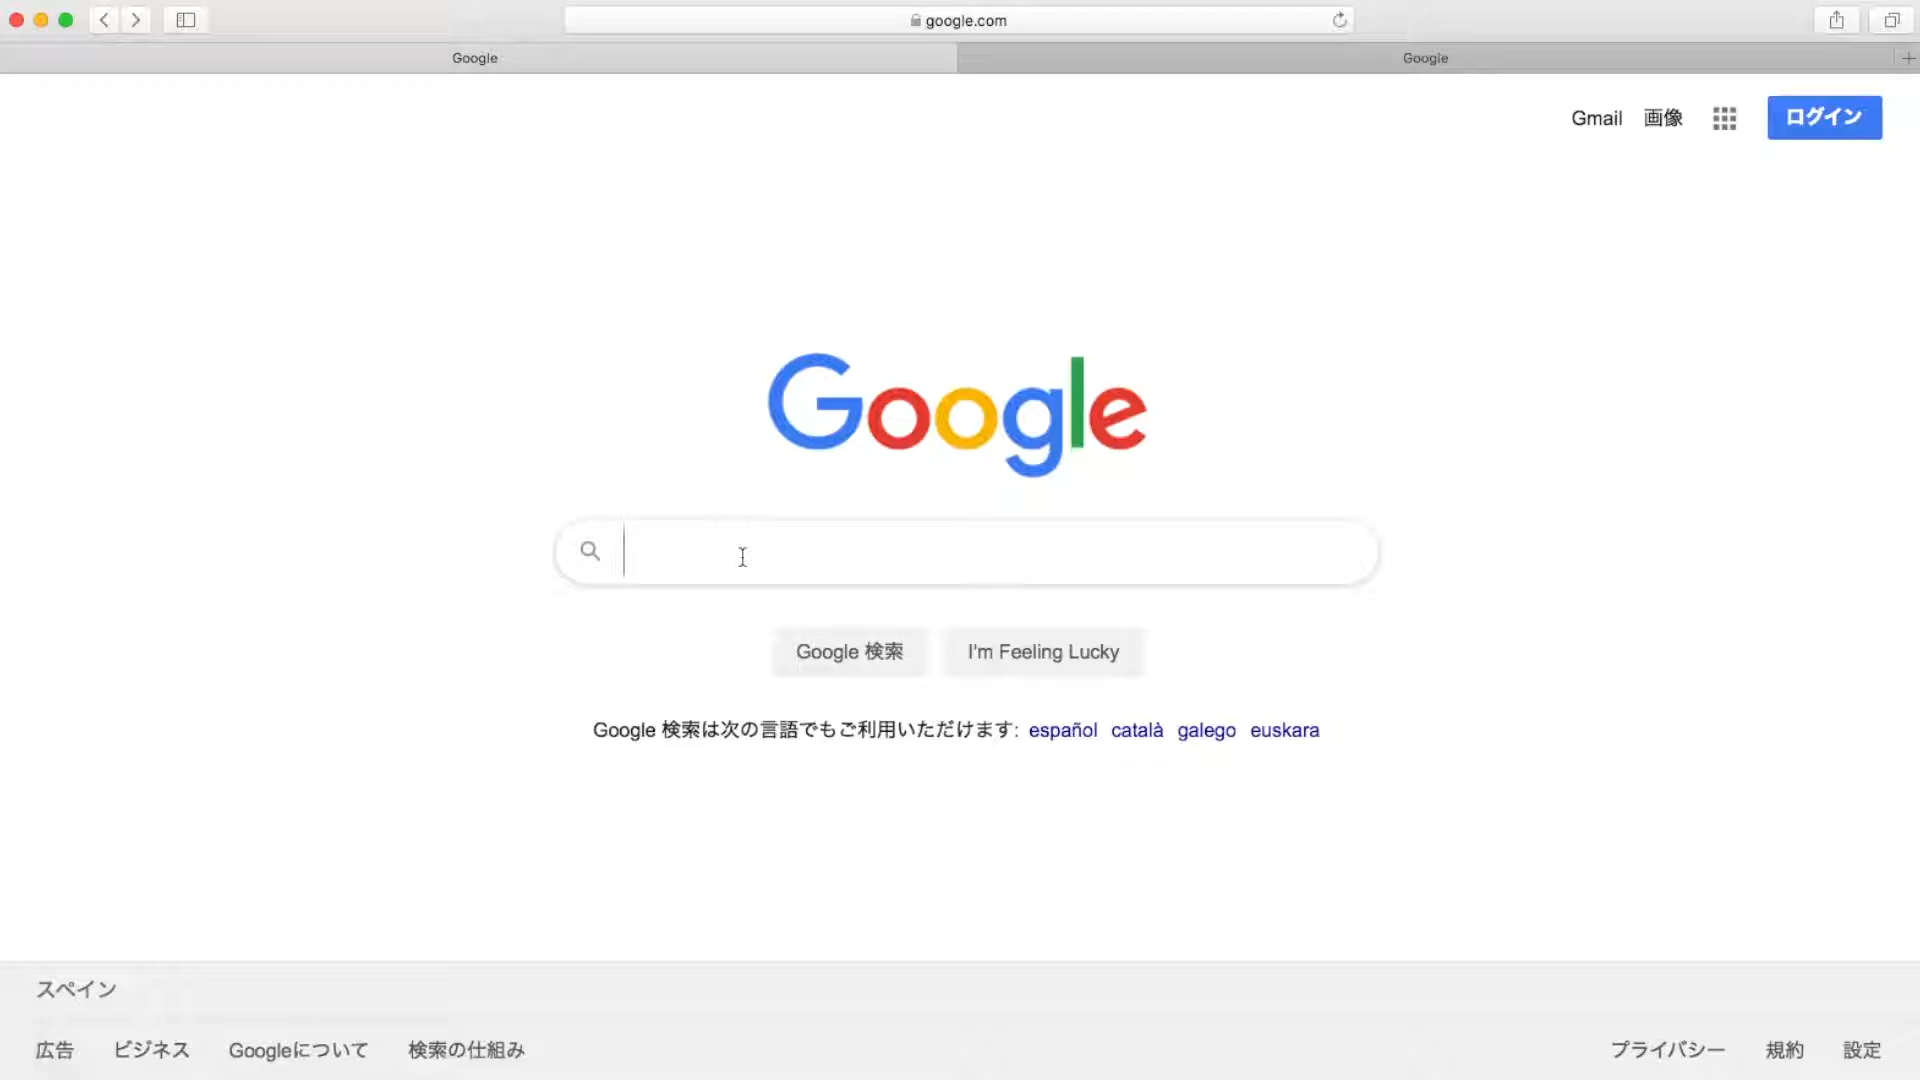 google.com
Google Google
Gmail 画像 ログイン
Google
Google 検索 I'm Feeling Lucky
Google 検索は次の言語でもご利用いただけます: español català galego euskara
スペイン
広告 ビジネス Googleについて 検索の仕組み プライバシー 規約 設定